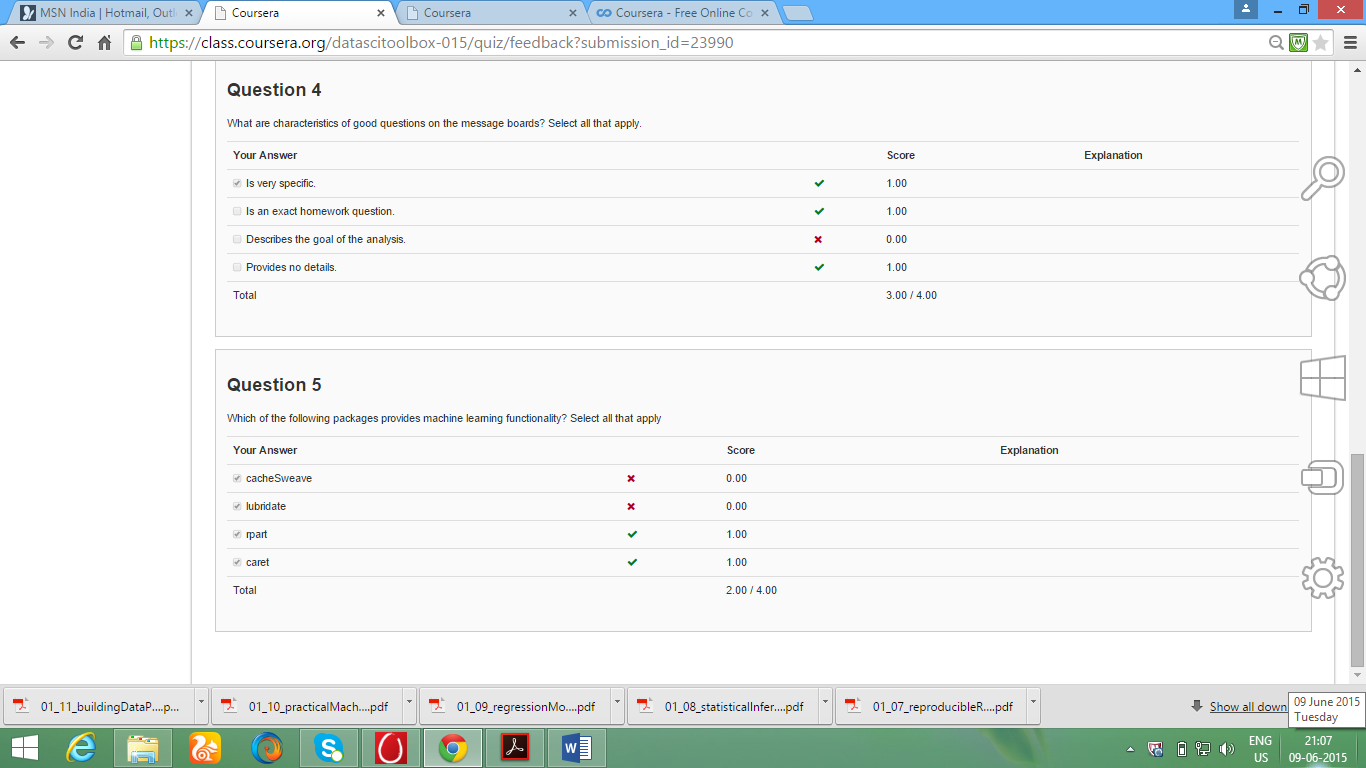 MSN India | Hotmail, Outl
Coursera
Coursera
Coursera - Free Online Co
https://class.coursera.org/datascitoolbox-015/quiz/feedback?submission_id=23990
Question 4
What are characteristics of good questions on the message boards? Select all that apply.
Your Answer Score Explanation
Is very specific. 1.00
Is an exact homework question. 1.00
Describes the goal of the analysis. 0.00
Provides no details. 1.00
Total 3.00 / 4.00
Question 5
Which of the following packages provides machine learning functionality? Select all that apply
Your Answer Score Explanation
cacheSweave 0.00
lubridate 0.00
rpart 1.00
caret 1.00
Total 2.00 / 4.00
01_11_buildingDataP....p...
01_10_practicalMach....pdf
01_09_regressionMo....pdf
01_08_statisticalInfer....pdf
01_07_reproducibleR....pdf
Show all down
09 June 2015
Tuesday
ENG
US
21:07
09-06-2015